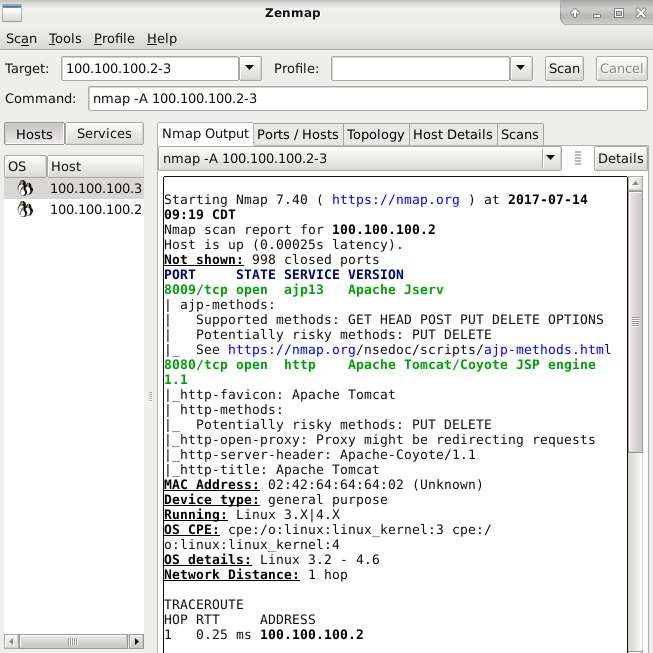 Zenmap
Scan Tools Profile Help
Target: 100.100.100.2-3 Profile: Scan Cancel
Command: nmap -A 100.100.100.2-3
Hosts Services
OS Host
100.100.100.3
100.100.100.2
Nmap Output Ports / Hosts Topology Host Details Scans
nmap -A 100.100.100.2-3 Details
Starting Nmap 7.40 ( https://nmap.org ) at 2017-07-14
09:19 CDT
Nmap scan report for 100.100.100.2
Host is up (0.00025s latency).
Not shown: 998 closed ports
PORT     STATE SERVICE VERSION
8009/tcp open  ajp13   Apache Jserv
| ajp-methods:
|   Supported methods: GET HEAD POST PUT DELETE OPTIONS
|   Potentially risky methods: PUT DELETE
|_  See https://nmap.org/nsedoc/scripts/ajp-methods.html
8080/tcp open  http    Apache Tomcat/Coyote JSP engine
1.1
|_http-favicon: Apache Tomcat
| http-methods:
|_  Potentially risky methods: PUT DELETE
|_http-open-proxy: Proxy might be redirecting requests
|_http-server-header: Apache-Coyote/1.1
|_http-title: Apache Tomcat
MAC Address: 02:42:64:64:64:02 (Unknown)
Device type: general purpose
Running: Linux 3.X|4.X
OS CPE: cpe:/o:linux:linux_kernel:3 cpe:/
o:linux:linux_kernel:4
OS details: Linux 3.2 - 4.6
Network Distance: 1 hop
TRACEROUTE
HOP RTT     ADDRESS
1   0.25 ms 100.100.100.2